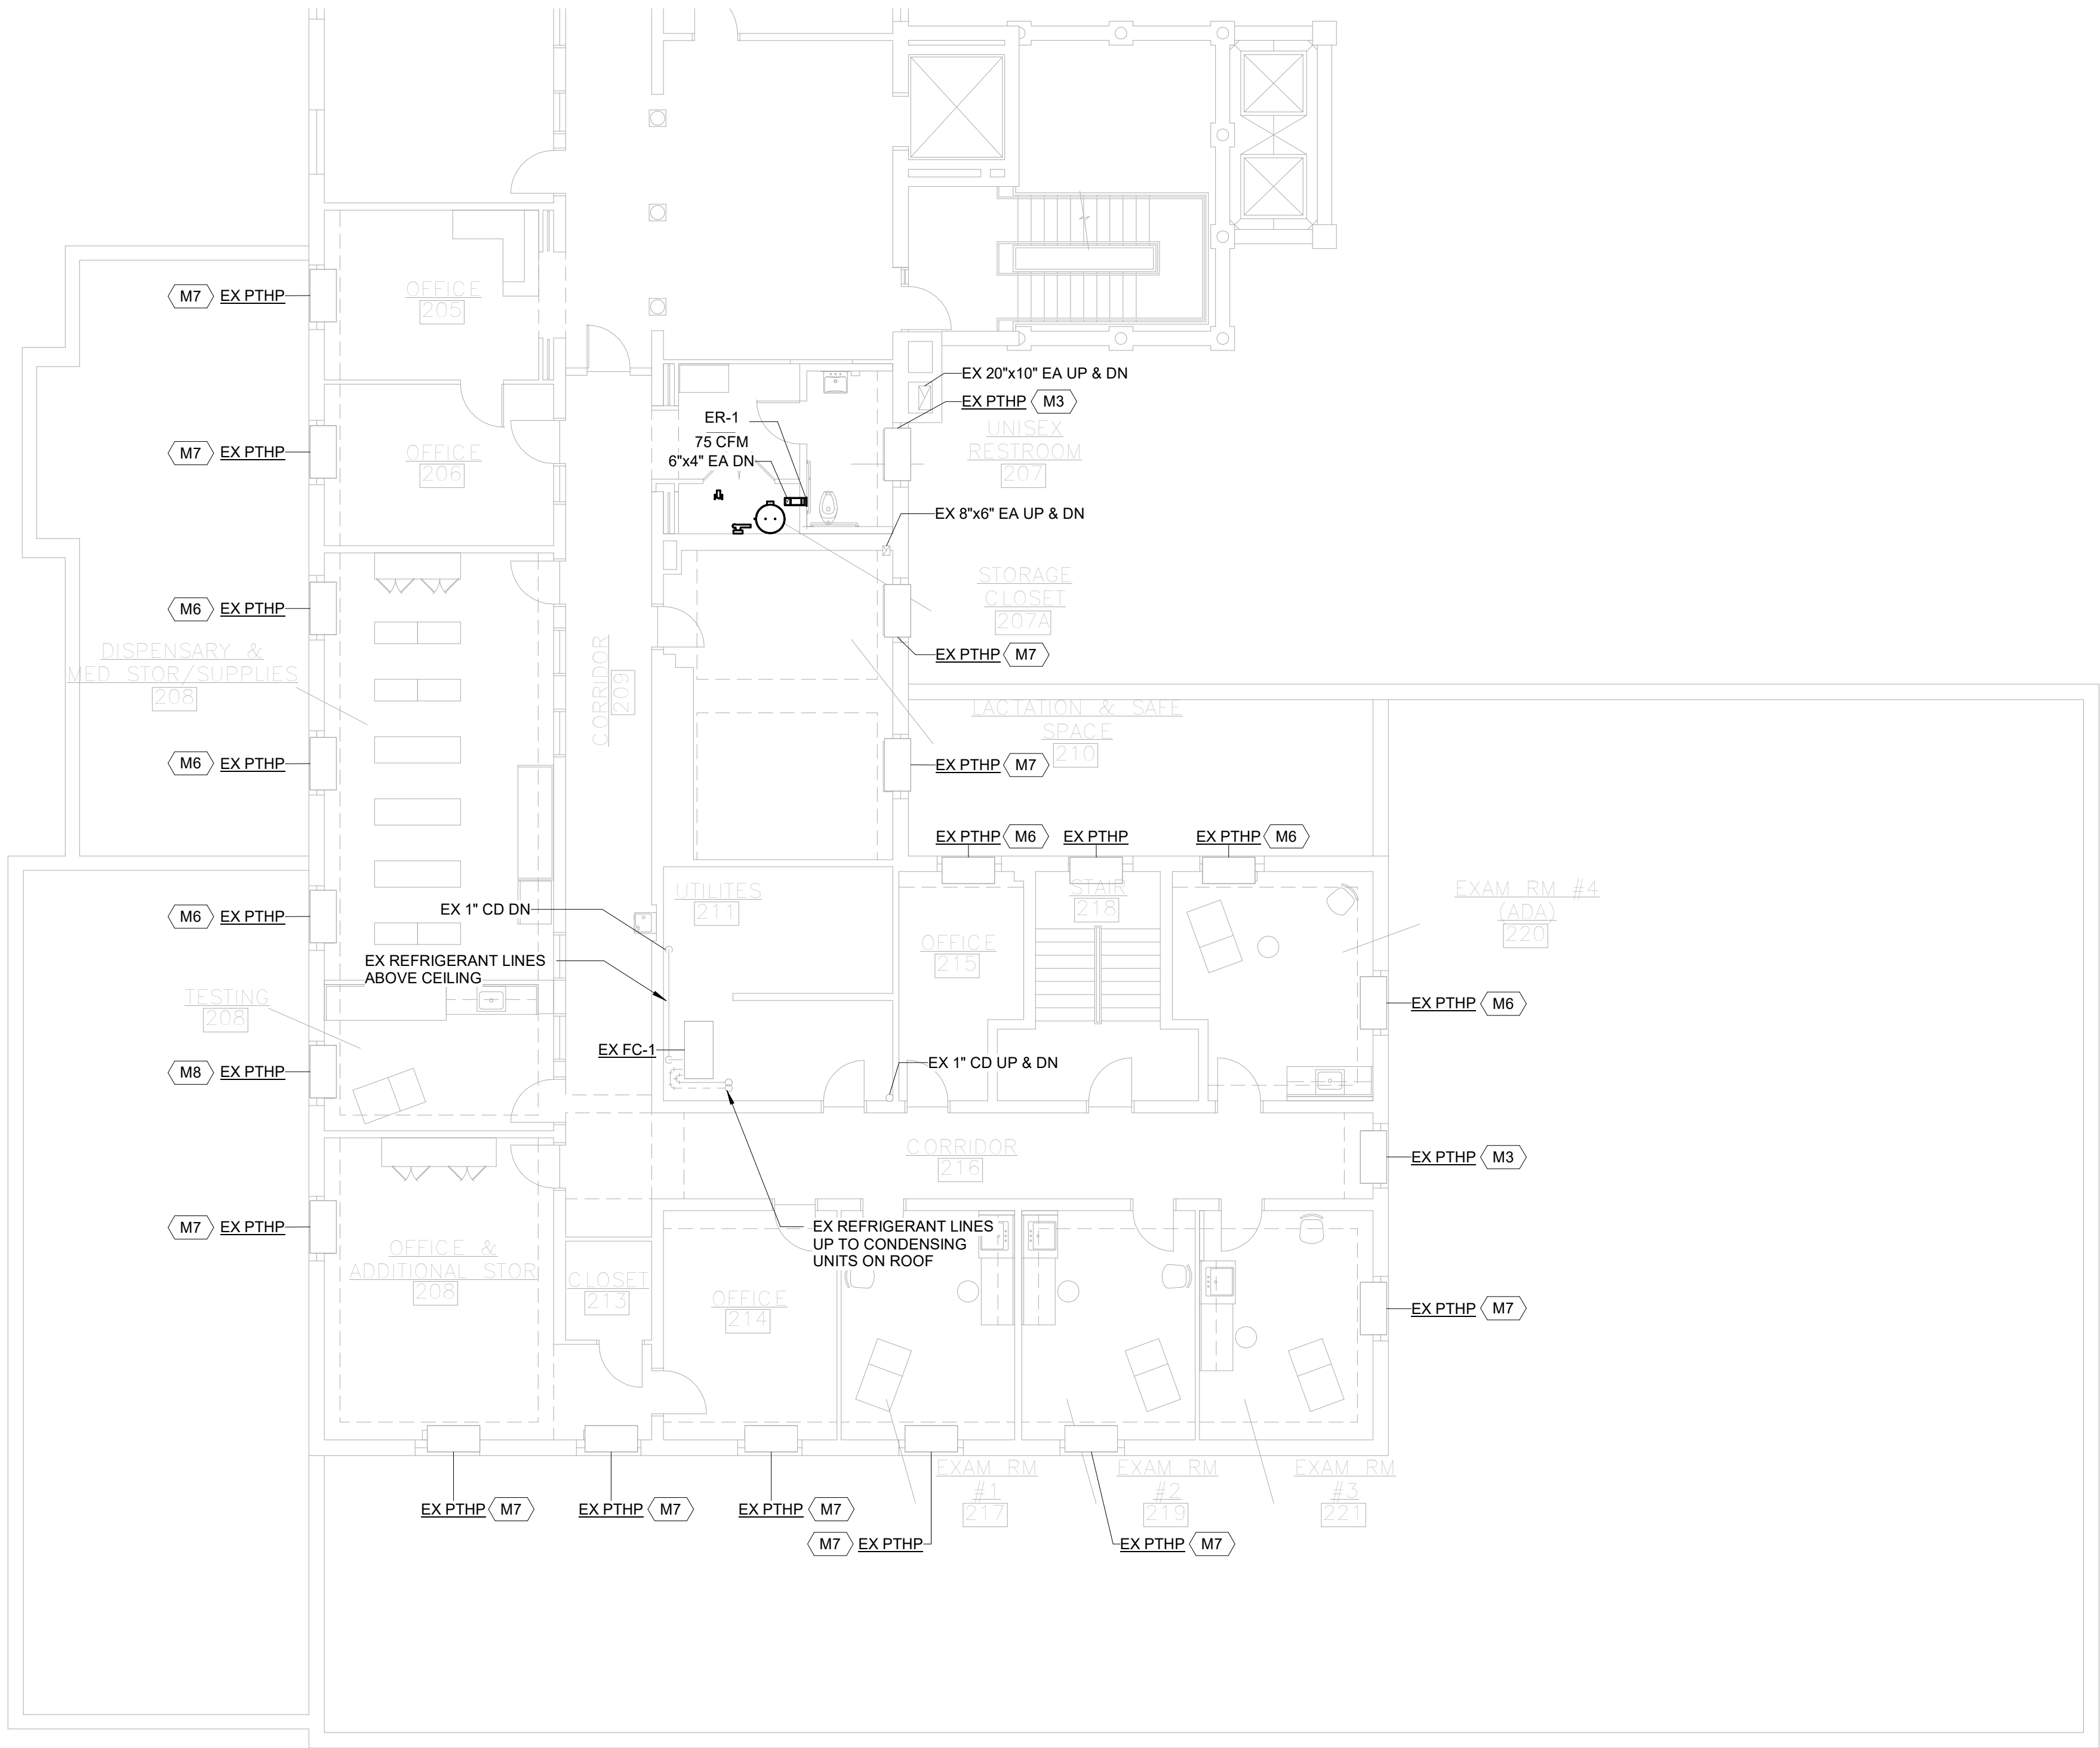 M7 EX PTHP
OFFICE
205
EX 20"x10" EA UP & DN
EX PTHP M3
ER-1
75 CFM
6"x4" EA DN
UNISEX
RESTROOM
207
M7 EX PTHP
OFFICE
206
EX 8"x6" EA UP & DN
STORAGE
CLOSET
207A
M6 EX PTHP
EX PTHP M7
DISPENSARY &
MED STOR/SUPPLIES
208
CORRIDOR
209
LACTATION & SAFE
SPACE
210
M6 EX PTHP
EX PTHP M7
EX PTHP M6
EX PTHP
EX PTHP M6
UTILITES
211
STAIR
218
EXAM RM #4
(ADA)
220
M6 EX PTHP
EX 1" CD DN
OFFICE
215
EX REFRIGERANT LINES
ABOVE CEILING
TESTING
208
EX PTHP M6
EX FC-1
EX 1" CD UP & DN
M8 EX PTHP
CORRIDOR
216
EX PTHP M3
M7 EX PTHP
EX REFRIGERANT LINES
UP TO CONDENSING
UNITS ON ROOF
OFFICE &
ADDITIONAL STOR
208
CLOSET
213
OFFICE
214
EX PTHP M7
EXAM RM
#1
217
EXAM RM
#2
219
EXAM RM
#3
221
EX PTHP M7
EX PTHP M7
EX PTHP M7
M7 EX PTHP
EX PTHP M7